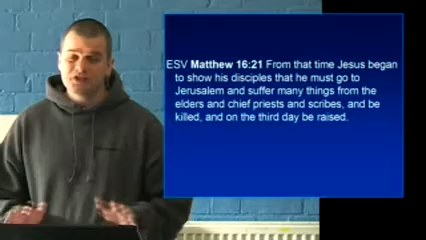 ESV Matthew 16:21 From that time Jesus began
to show his disciples that he must go to
Jerusalem and suffer many things from the
elders and chief priests and scribes, and be
killed, and on the third day be raised.